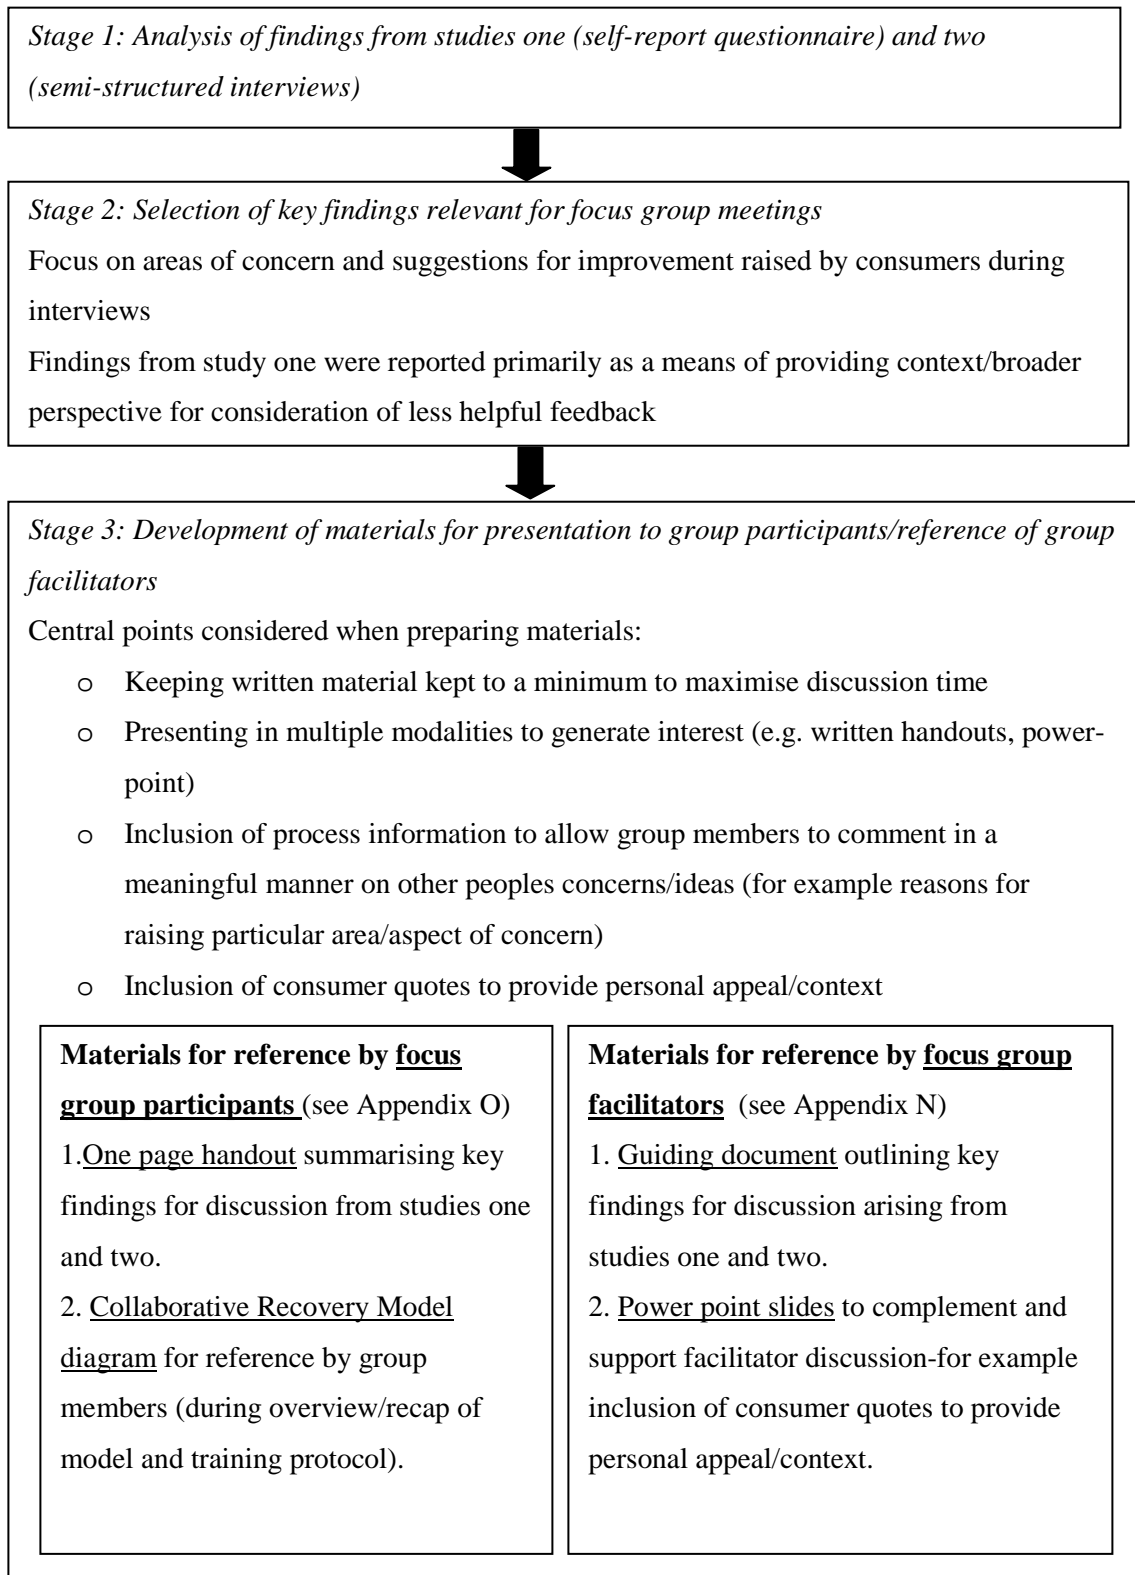 Stage 1: Analysis of findings from studies one (self-report questionnaire) and two
(semi-structured interviews)
Stage 2: Selection of key findings relevant for focus group meetings
Focus on areas of concern and suggestions for improvement raised by consumers during
interviews
Findings from study one were reported primarily as a means of providing context/broader
perspective for consideration of less helpful feedback
Stage 3: Development of materials for presentation to group participants/reference of group
facilitators
Central points considered when preparing materials:
o Keeping written material kept to a minimum to maximise discussion time
o Presenting in multiple modalities to generate interest (e.g. written handouts, power-
point)
o Inclusion of process information to allow group members to comment in a
meaningful manner on other peoples concerns/ideas (for example reasons for
raising particular area/aspect of concern)
o Inclusion of consumer quotes to provide personal appeal/context
Materials for reference by focus
group participants (see Appendix O)
1.One page handout summarising key
findings for discussion from studies one
and two.
2. Collaborative Recovery Model
diagram for reference by group
members (during overview/recap of
model and training protocol).
Materials for reference by focus group
facilitators (see Appendix N)
1. Guiding document outlining key
findings for discussion arising from
studies one and two.
2. Power point slides to complement and
support facilitator discussion-for example
inclusion of consumer quotes to provide
personal appeal/context.